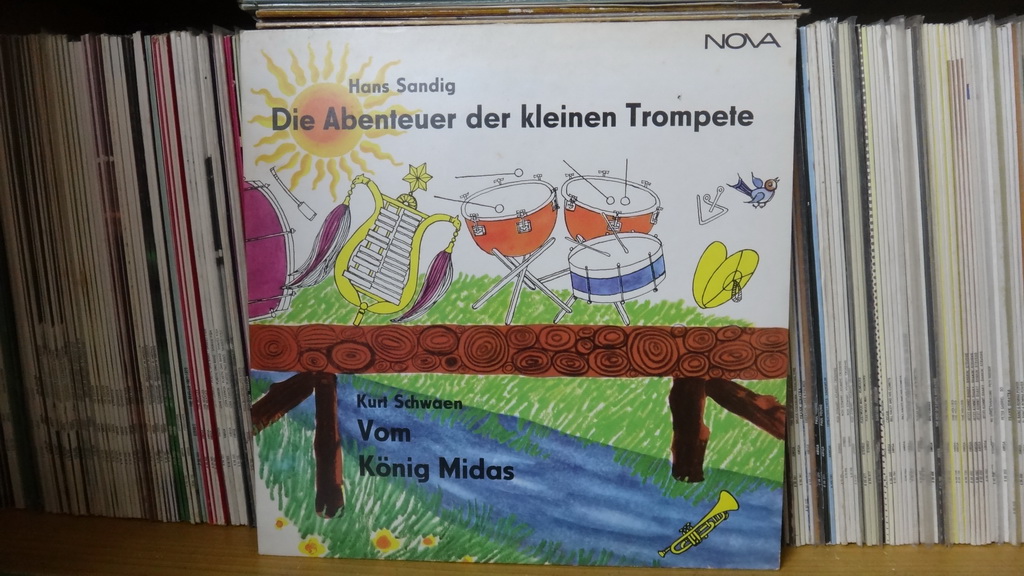 NOVA
Hans Sandig
Die Abenteuer der kleinen Trompete
Kurt Schwaen
Vom
König Midas